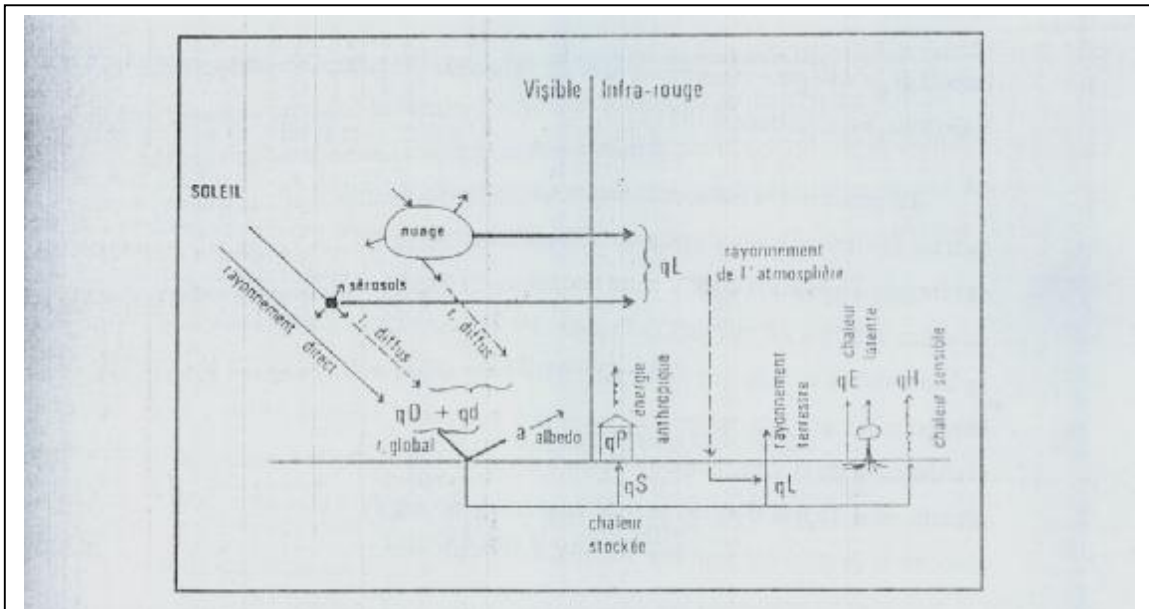 Visible
Infra-rouge
SOLEIL
nuage
aérosols
rayonnement direct
r. diffus
r. diffus
qL
rayonnement
de l'atmosphère
qD + qd
r. global
a albedo
énergie
anthropique
qP
qS
chaleur
stockée
rayonnement
terrestre
qL
chaleur
latente
qE
qH
chaleur sensible